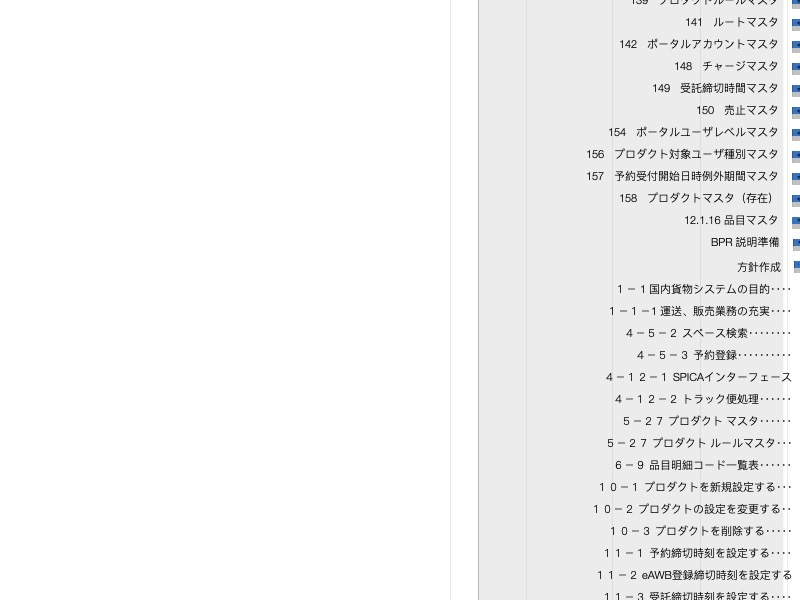 139 プロダクトルールマスタ
141 ルートマスタ
142 ポータルアカウントマスタ
148 チャージマスタ
149 受託締切時間マスタ
150 売止マスタ
154 ポータルユーザレベルマスタ
156 プロダクト対象ユーザ種別マスタ
157 予約受付開始日時例外期間マスタ
158 プロダクトマスタ（存在）
12.1.16 品目マスタ
BPR 説明準備
方針作成
１－１国内貨物システムの目的････
１－１－１運送、販売業務の充実････
４－５－２ スペース検索････････
４－５－３ 予約登録･･････････
４－１２－１ SPICAインターフェース
４－１２－２ トラック便処理･･････
５－２７ プロダクト マスタ･･････
５－２７ プロダクト ルールマスタ･･･
６－９ 品目明細コード一覧表･･････
１０－１ プロダクトを新規設定する･･･
１０－２ プロダクトの設定を変更する･･
１０－３ プロダクトを削除する･････
１１－１ 予約締切時刻を設定する････
１１－２ eAWB登録締切時刻を設定する
１１－３ 受託締切時刻を設定する････